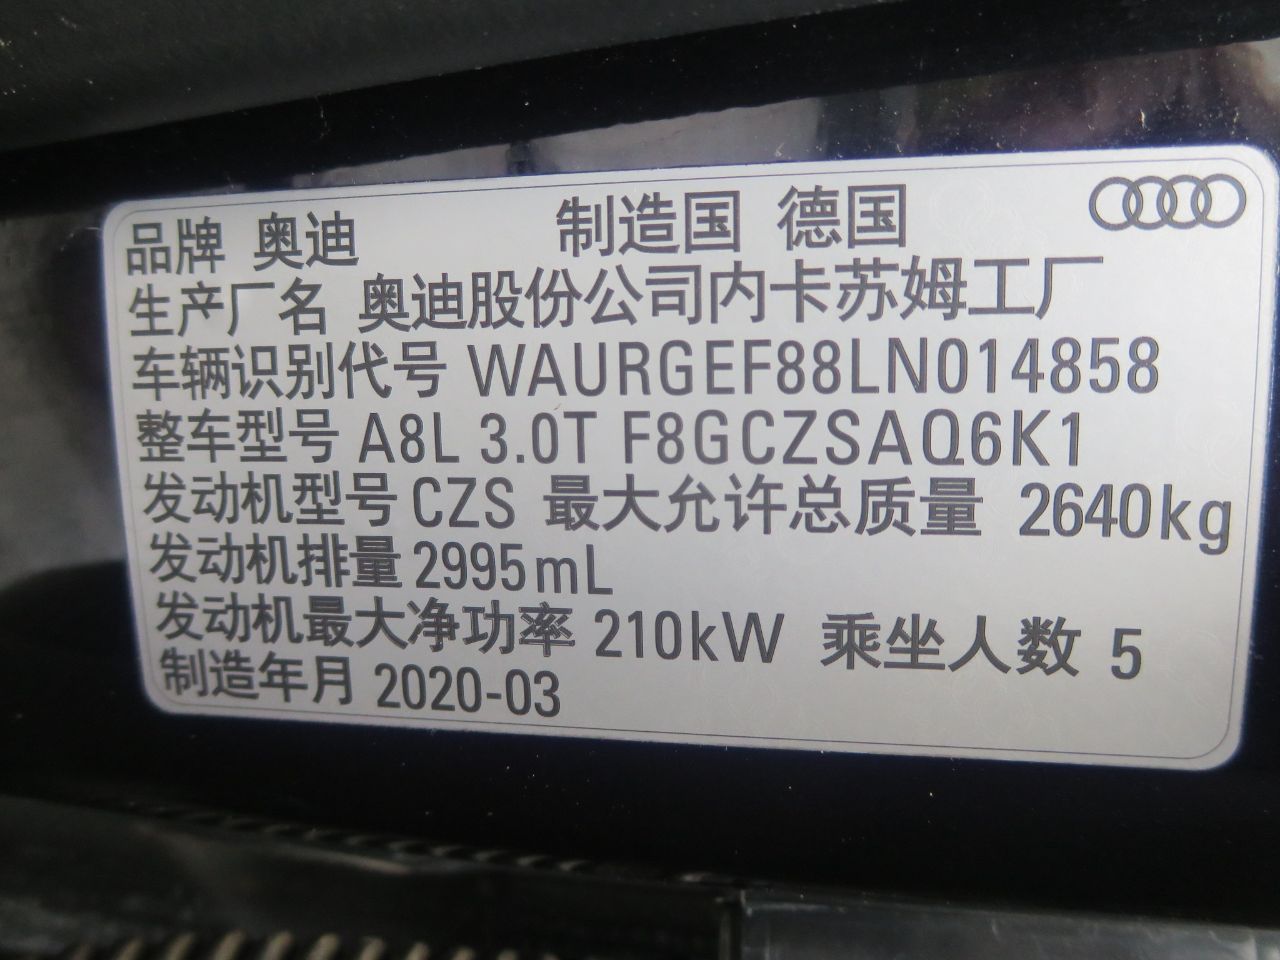 品牌 奥迪 制造国 德国
生产厂名 奥迪股份公司内卡苏姆工厂
车辆识别代号 WAURGEF88LN014858
整车型号 A8L 3.0T F8GCZSAQ6K1
发动机型号 CZS 最大允许总质量 2640kg
发动机排量 2995mL
发动机最大净功率 210kW 乘坐人数 5
制造年月 2020-03